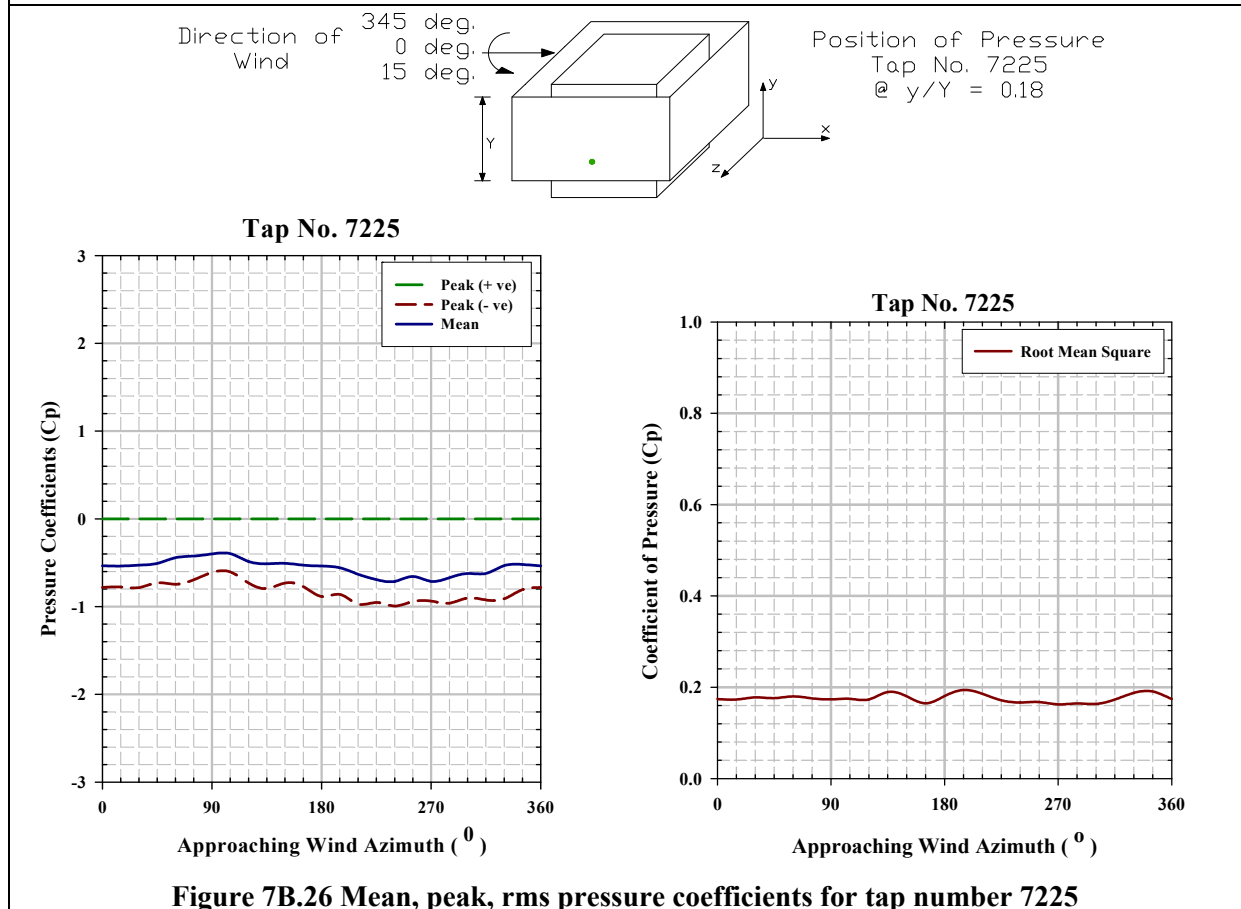 Direction of Wind
345 deg.
0 deg.
15 deg.
Position of Pressure
Tap No. 7225
@ y/Y = 0.18
Y
y
x
z
Tap No. 7225
Peak (+ ve)
Peak (- ve)
Mean
3
2
1
0
-1
-2
-3
0
90
180
270
360
Pressure Coefficients (Cp)
Approaching Wind Azimuth ( 0 )
Tap No. 7225
Root Mean Square
1.0
0.8
0.6
0.4
0.2
0.0
0
90
180
270
360
Coefficient of Pressure (Cp)
Approaching Wind Azimuth ( o )
Figure 7B.26 Mean, peak, rms pressure coefficients for tap number 7225